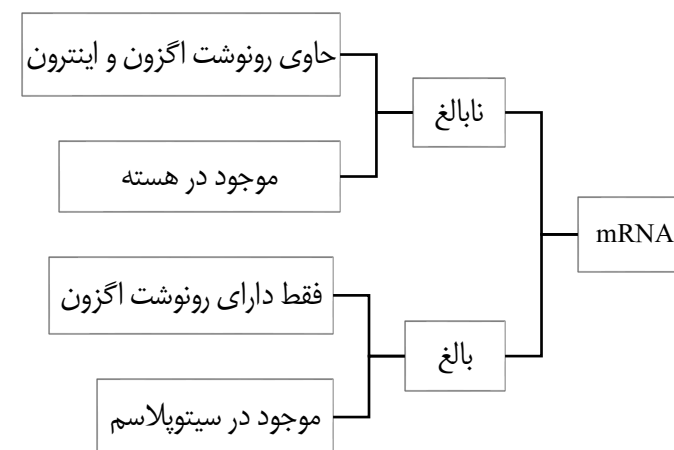 mRNA
نابالغ
حاوی رونوشت اگزون و اینترون
موجود در هسته
بالغ
فقط دارای رونوشت اگزون
موجود در سیتوپلاسم